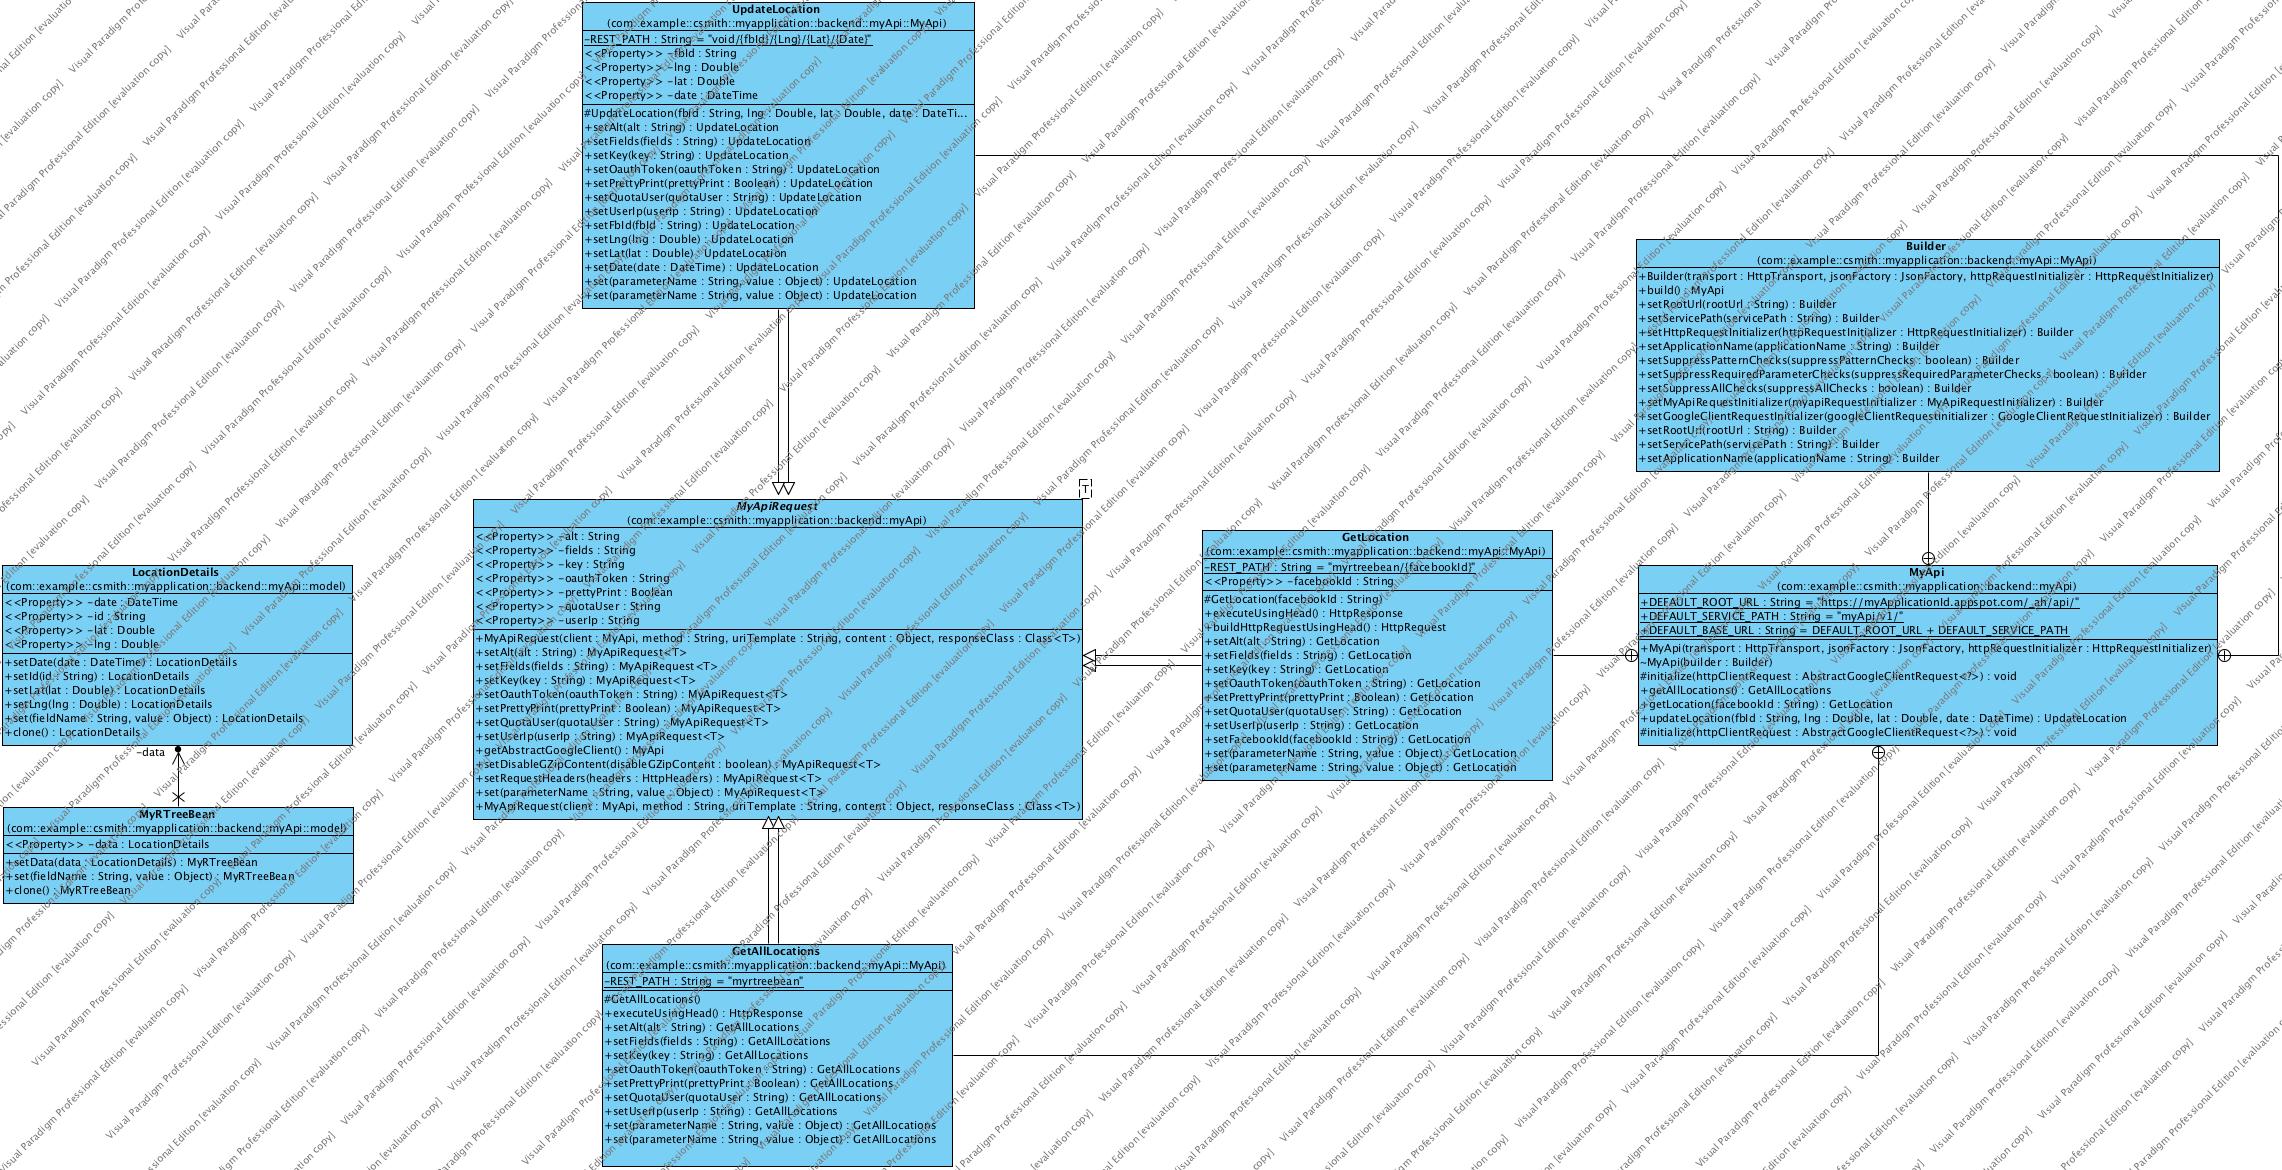 UpdateLocation
(com::example::csmith::myapplication::backend::myApi::MyApi)
-REST_PATH : String = "void/{fbId}/{Lng}/{Lat}/{Date}"
<<Property>> -fbId : String
<<Property>> -lng : Double
<<Property>> -lat : Double
<<Property>> -date : DateTime
#UpdateLocation(fbId : String, lng : Double, lat : Double, date : DateTi...
+setAlt(alt : String) : UpdateLocation
+setFields(fields : String) : UpdateLocation
+setKey(key : String) : UpdateLocation
+setOauthToken(oauthToken : String) : UpdateLocation
+setPrettyPrint(prettyPrint : Boolean) : UpdateLocation
+setQuotaUser(quotaUser : String) : UpdateLocation
+setUserIp(userIp : String) : UpdateLocation
+setFbId(fbId : String) : UpdateLocation
+setLng(lng : Double) : UpdateLocation
+setLat(lat : Double) : UpdateLocation
+setDate(date : DateTime) : UpdateLocation
+set(parameterName : String, value : Object) : UpdateLocation
+set(parameterName : String, value : Object) : UpdateLocation
Builder
(com::example::csmith::myapplication::backend::myApi::MyApi)
+Builder(transport : HttpTransport, jsonFactory : JsonFactory, httpRequestInitializer : HttpRequestInitializer)
+build() : MyApi
+setRootUrl(rootUrl : String) : Builder
+setServicePath(servicePath : String) : Builder
+setHttpRequestInitializer(httpRequestInitializer : HttpRequestInitializer) : Builder
+setApplicationName(applicationName : String) : Builder
+setSuppressPatternChecks(suppressPatternChecks : boolean) : Builder
+setSuppressRequiredParameterChecks(suppressRequiredParameterChecks : boolean) : Builder
+setSuppressAllChecks(suppressAllChecks : boolean) : Builder
+setMyApiRequestInitializer(myapiRequestInitializer : MyApiRequestInitializer) : Builder
+setGoogleClientRequestInitializer(googleClientRequestInitializer : GoogleClientRequestInitializer) : Builder
+setRootUrl(rootUrl : String) : Builder
+setServicePath(servicePath : String) : Builder
+setApplicationName(applicationName : String) : Builder
T
MyApiRequest
(com::example::csmith::myapplication::backend::myApi)
<<Property>> -alt : String
<<Property>> -fields : String
<<Property>> -key : String
<<Property>> -oauthToken : String
<<Property>> -prettyPrint : Boolean
<<Property>> -quotaUser : String
<<Property>> -userIp : String
+MyApiRequest(client : MyApi, method : String, uriTemplate : String, content : Object, responseClass : Class<T>)
+setAlt(alt : String) : MyApiRequest<T>
+setFields(fields : String) : MyApiRequest<T>
+setKey(key : String) : MyApiRequest<T>
+setOauthToken(oauthToken : String) : MyApiRequest<T>
+setPrettyPrint(prettyPrint : Boolean) : MyApiRequest<T>
+setQuotaUser(quotaUser : String) : MyApiRequest<T>
+setUserIp(userIp : String) : MyApiRequest<T>
+getAbstractGoogleClient() : MyApi
+setDisableGZipContent(disableGZipContent : boolean) : MyApiRequest<T>
+setRequestHeaders(headers : HttpHeaders) : MyApiRequest<T>
+set(parameterName : String, value : Object) : MyApiRequest<T>
+MyApiRequest(client : MyApi, method : String, uriTemplate : String, content : Object, responseClass : Class<T>)
GetLocation
(com::example::csmith::myapplication::backend::myApi::MyApi)
-REST_PATH : String = "myrtreebean/{facebookId}"
<<Property>> -facebookId : String
#GetLocation(facebookId : String)
+executeUsingHead() : HttpResponse
+buildHttpRequestUsingHead() : HttpRequest
+setAlt(alt : String) : GetLocation
+setFields(fields : String) : GetLocation
+setKey(key : String) : GetLocation
+setOauthToken(oauthToken : String) : GetLocation
+setPrettyPrint(prettyPrint : Boolean) : GetLocation
+setQuotaUser(quotaUser : String) : GetLocation
+setUserIp(userIp : String) : GetLocation
+setFacebookId(facebookId : String) : GetLocation
+set(parameterName : String, value : Object) : GetLocation
+set(parameterName : String, value : Object) : GetLocation
MyApi
(com::example::csmith::myapplication::backend::myApi)
+DEFAULT_ROOT_URL : String = "https://myApplicationId.appspot.com/_ah/api/"
+DEFAULT_SERVICE_PATH : String = "myApi/v1/"
+DEFAULT_BASE_URL : String = DEFAULT_ROOT_URL + DEFAULT_SERVICE_PATH
+MyApi(transport : HttpTransport, jsonFactory : JsonFactory, httpRequestInitializer : HttpRequestInitializer)
~MyApi(builder : Builder)
#initialize(httpClientRequest : AbstractGoogleClientRequest<?>) : void
+getAllLocations() : GetAllLocations
+getLocation(facebookId : String) : GetLocation
+updateLocation(fbId : String, lng : Double, lat : Double, date : DateTime) : UpdateLocation
#initialize(httpClientRequest : AbstractGoogleClientRequest<?>) : void
LocationDetails
(com::example::csmith::myapplication::backend::myApi::model)
<<Property>> -date : DateTime
<<Property>> -id : String
<<Property>> -lat : Double
<<Property>> -lng : Double
+setDate(date : DateTime) : LocationDetails
+setId(id : String) : LocationDetails
+setLat(lat : Double) : LocationDetails
+setLng(lng : Double) : LocationDetails
+set(fieldName : String, value : Object) : LocationDetails
+clone() : LocationDetails
-data
MyRTreeBean
(com::example::csmith::myapplication::backend::myApi::model)
<<Property>> -data : LocationDetails
+setData(data : LocationDetails) : MyRTreeBean
+set(fieldName : String, value : Object) : MyRTreeBean
+clone() : MyRTreeBean
GetAllLocations
(com::example::csmith::myapplication::backend::myApi::MyApi)
-REST_PATH : String = "myrtreebean"
#GetAllLocations()
+executeUsingHead() : HttpResponse
+setAlt(alt : String) : GetAllLocations
+setFields(fields : String) : GetAllLocations
+setKey(key : String) : GetAllLocations
+setOauthToken(oauthToken : String) : GetAllLocations
+setPrettyPrint(prettyPrint : Boolean) : GetAllLocations
+setQuotaUser(quotaUser : String) : GetAllLocations
+setUserIp(userIp : String) : GetAllLocations
+set(parameterName : String, value : Object) : GetAllLocations
+set(parameterName : String, value : Object) : GetAllLocations
Visual Paradigm Professional Edition [evaluation copy]